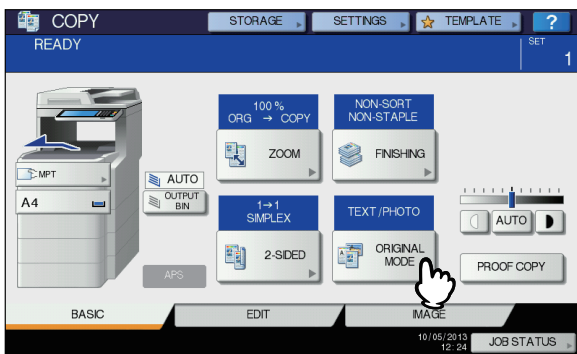 COPY
STORAGE
SETTINGS
TEMPLATE
?
READY
SET
1
100 %
ORG → COPY
NON-SORT
NON-STAPLE
ZOOM
FINISHING
MPT
A4
AUTO
OUTPUT
BIN
1→1
SIMPLEX
TEXT/PHOTO
2-SIDED
ORIGINAL
MODE
AUTO
APS
PROOF COPY
BASIC
EDIT
IMAGE
10/05/2013
12:24
JOB STATUS